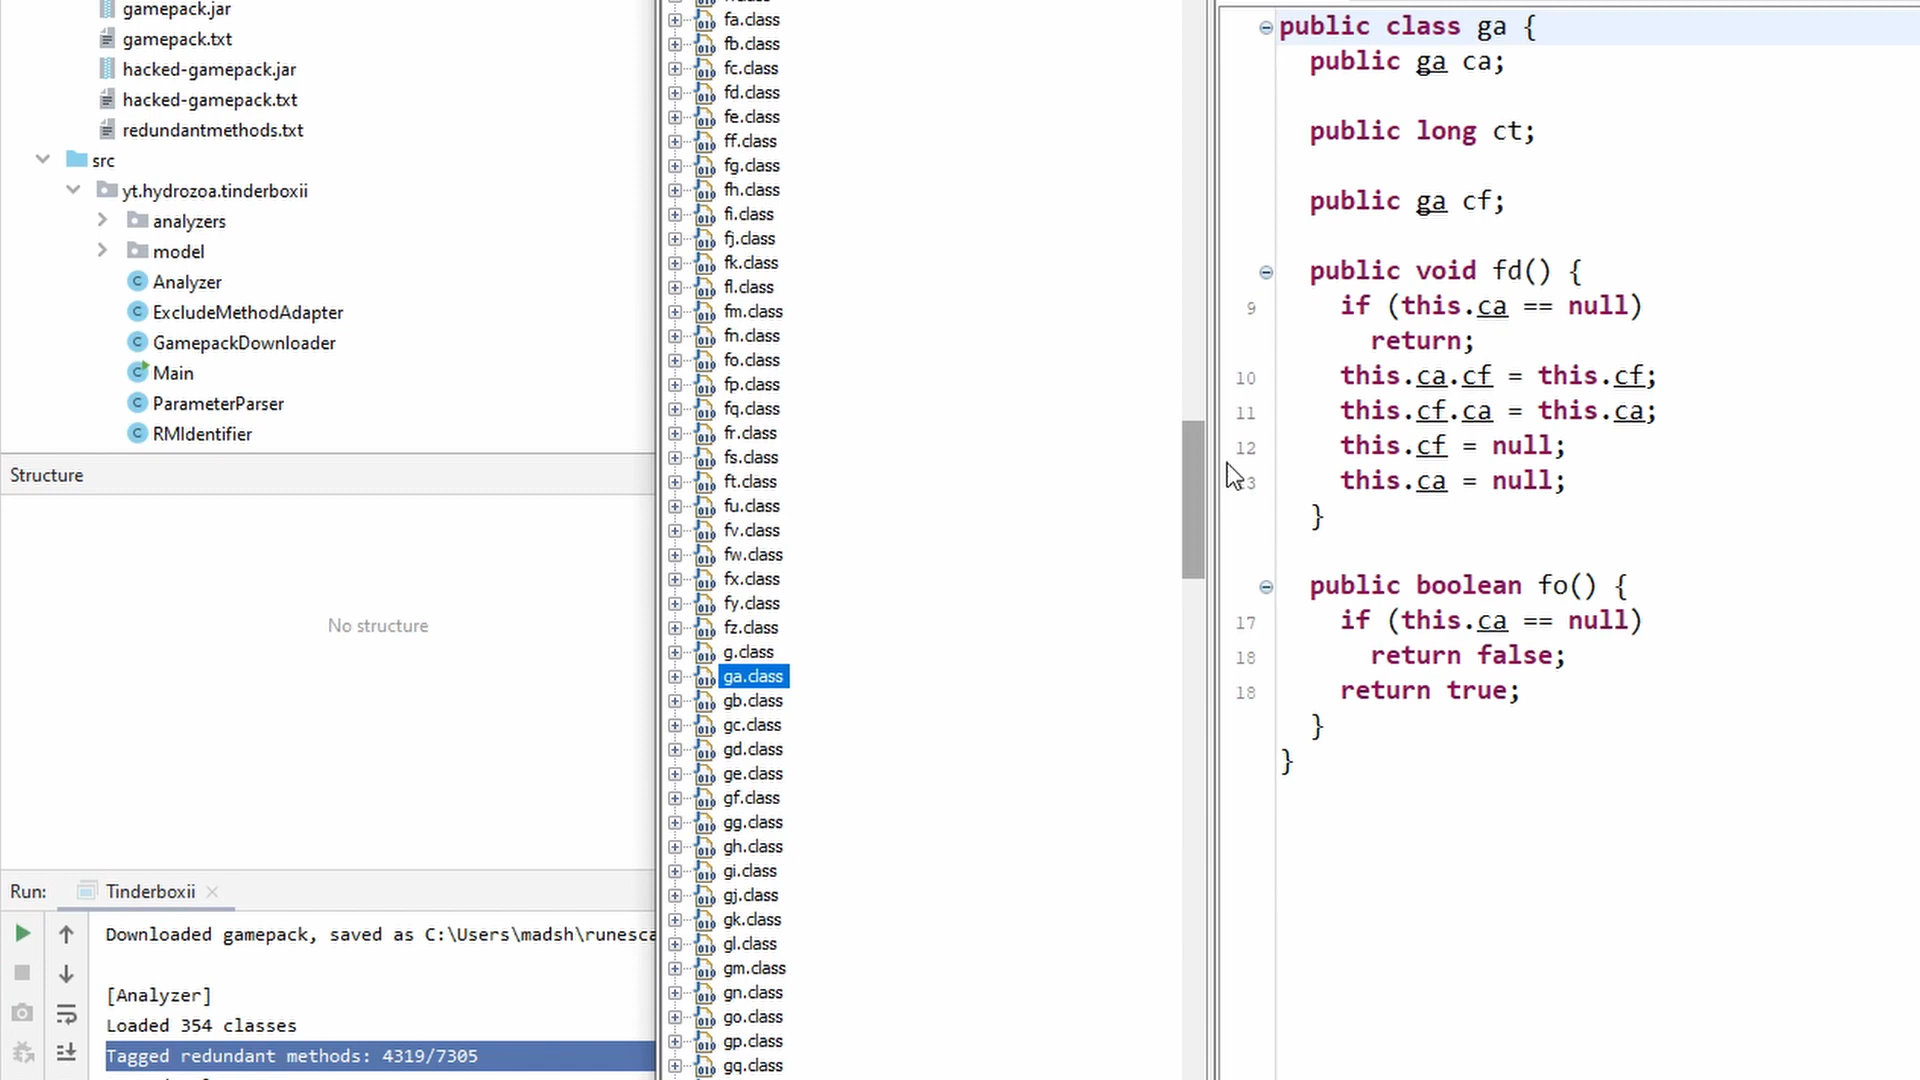 gamepack.jar
gamepack.txt
hacked-gamepack.jar
hacked-gamepack.txt
redundantmethods.txt
src
yt.hydrozoa.tinderboxii
analyzers
model
Analyzer
ExcludeMethodAdapter
GamepackDownloader
Main
ParameterParser
RMIdentifier
Structure
No structure
Run: Tinderboxii
Downloaded gamepack, saved as C:\Users\madsh\runesca
[Analyzer]
Loaded 354 classes
Tagged redundant methods: 4319/7305
fa.class
fb.class
fc.class
fd.class
fe.class
ff.class
fg.class
fh.class
fi.class
fj.class
fk.class
fl.class
fm.class
fn.class
fo.class
fp.class
fq.class
fr.class
fs.class
ft.class
fu.class
fv.class
fw.class
fx.class
fy.class
fz.class
g.class
ga.class
gb.class
gc.class
gd.class
ge.class
gf.class
gg.class
gh.class
gi.class
gj.class
gk.class
gl.class
gm.class
gn.class
go.class
gp.class
gq.class
public class ga {
public ga ca;
public long ct;
public ga cf;
public void fd() {
9 if (this.ca == null)
return;
10 this.ca.cf = this.cf;
11 this.cf.ca = this.ca;
12 this.cf = null;
3 this.ca = null;
}
public boolean fo() {
17 if (this.ca == null)
18 return false;
18 return true;
}
}